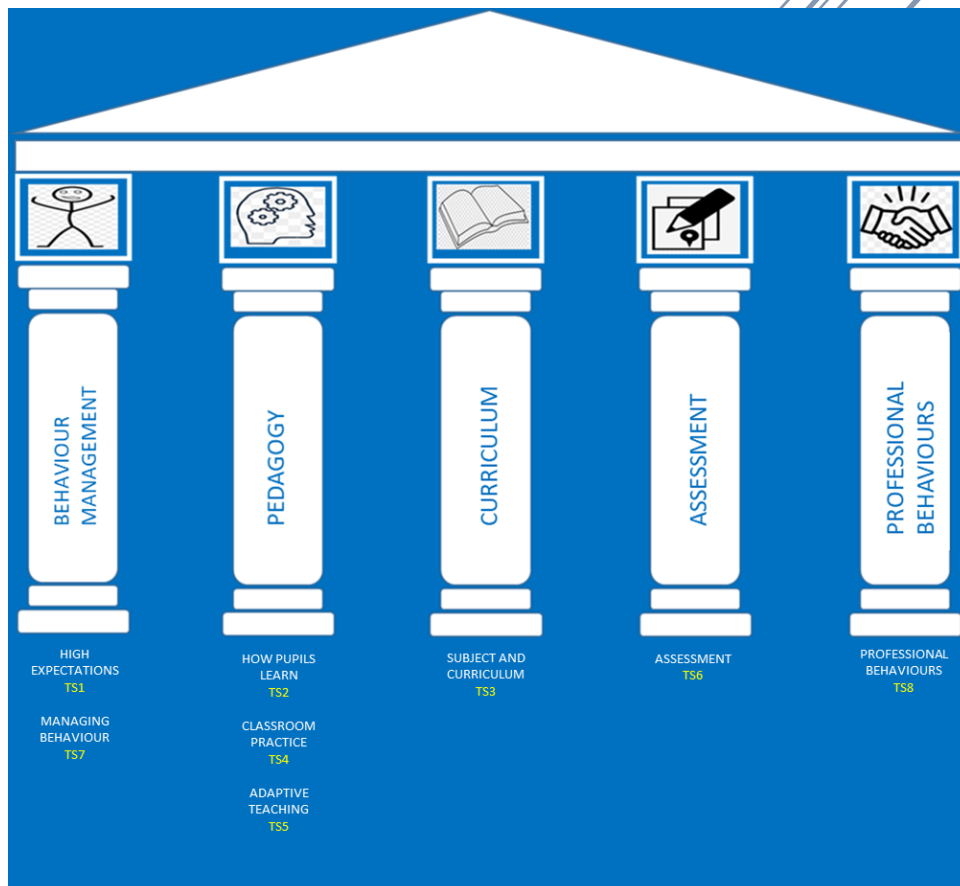 BEHAVIOUR
MANAGEMENT
PEDAGOGY
CURRICULUM
ASSESSMENT
PROFESSIONAL
BEHAVIOURS
HIGH
EXPECTATIONS
TS1
MANAGING
BEHAVIOUR
TS7
HOW PUPILS
LEARN
TS2
CLASSROOM
PRACTICE
TS4
ADAPTIVE
TEACHING
TS5
SUBJECT AND
CURRICULUM
TS3
ASSESSMENT
TS6
PROFESSIONAL
BEHAVIOURS
TS8